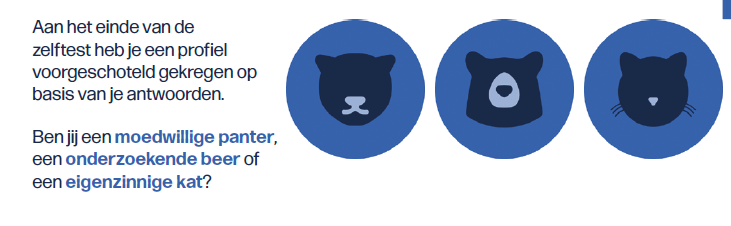 Aan het einde van de
zelftest heb je een profiel
voorgeschoteld gekregen op
basis van je antwoorden.
Ben jij een moedwillige panter,
een onderzoekende beer of
een eigenzinnige kat?